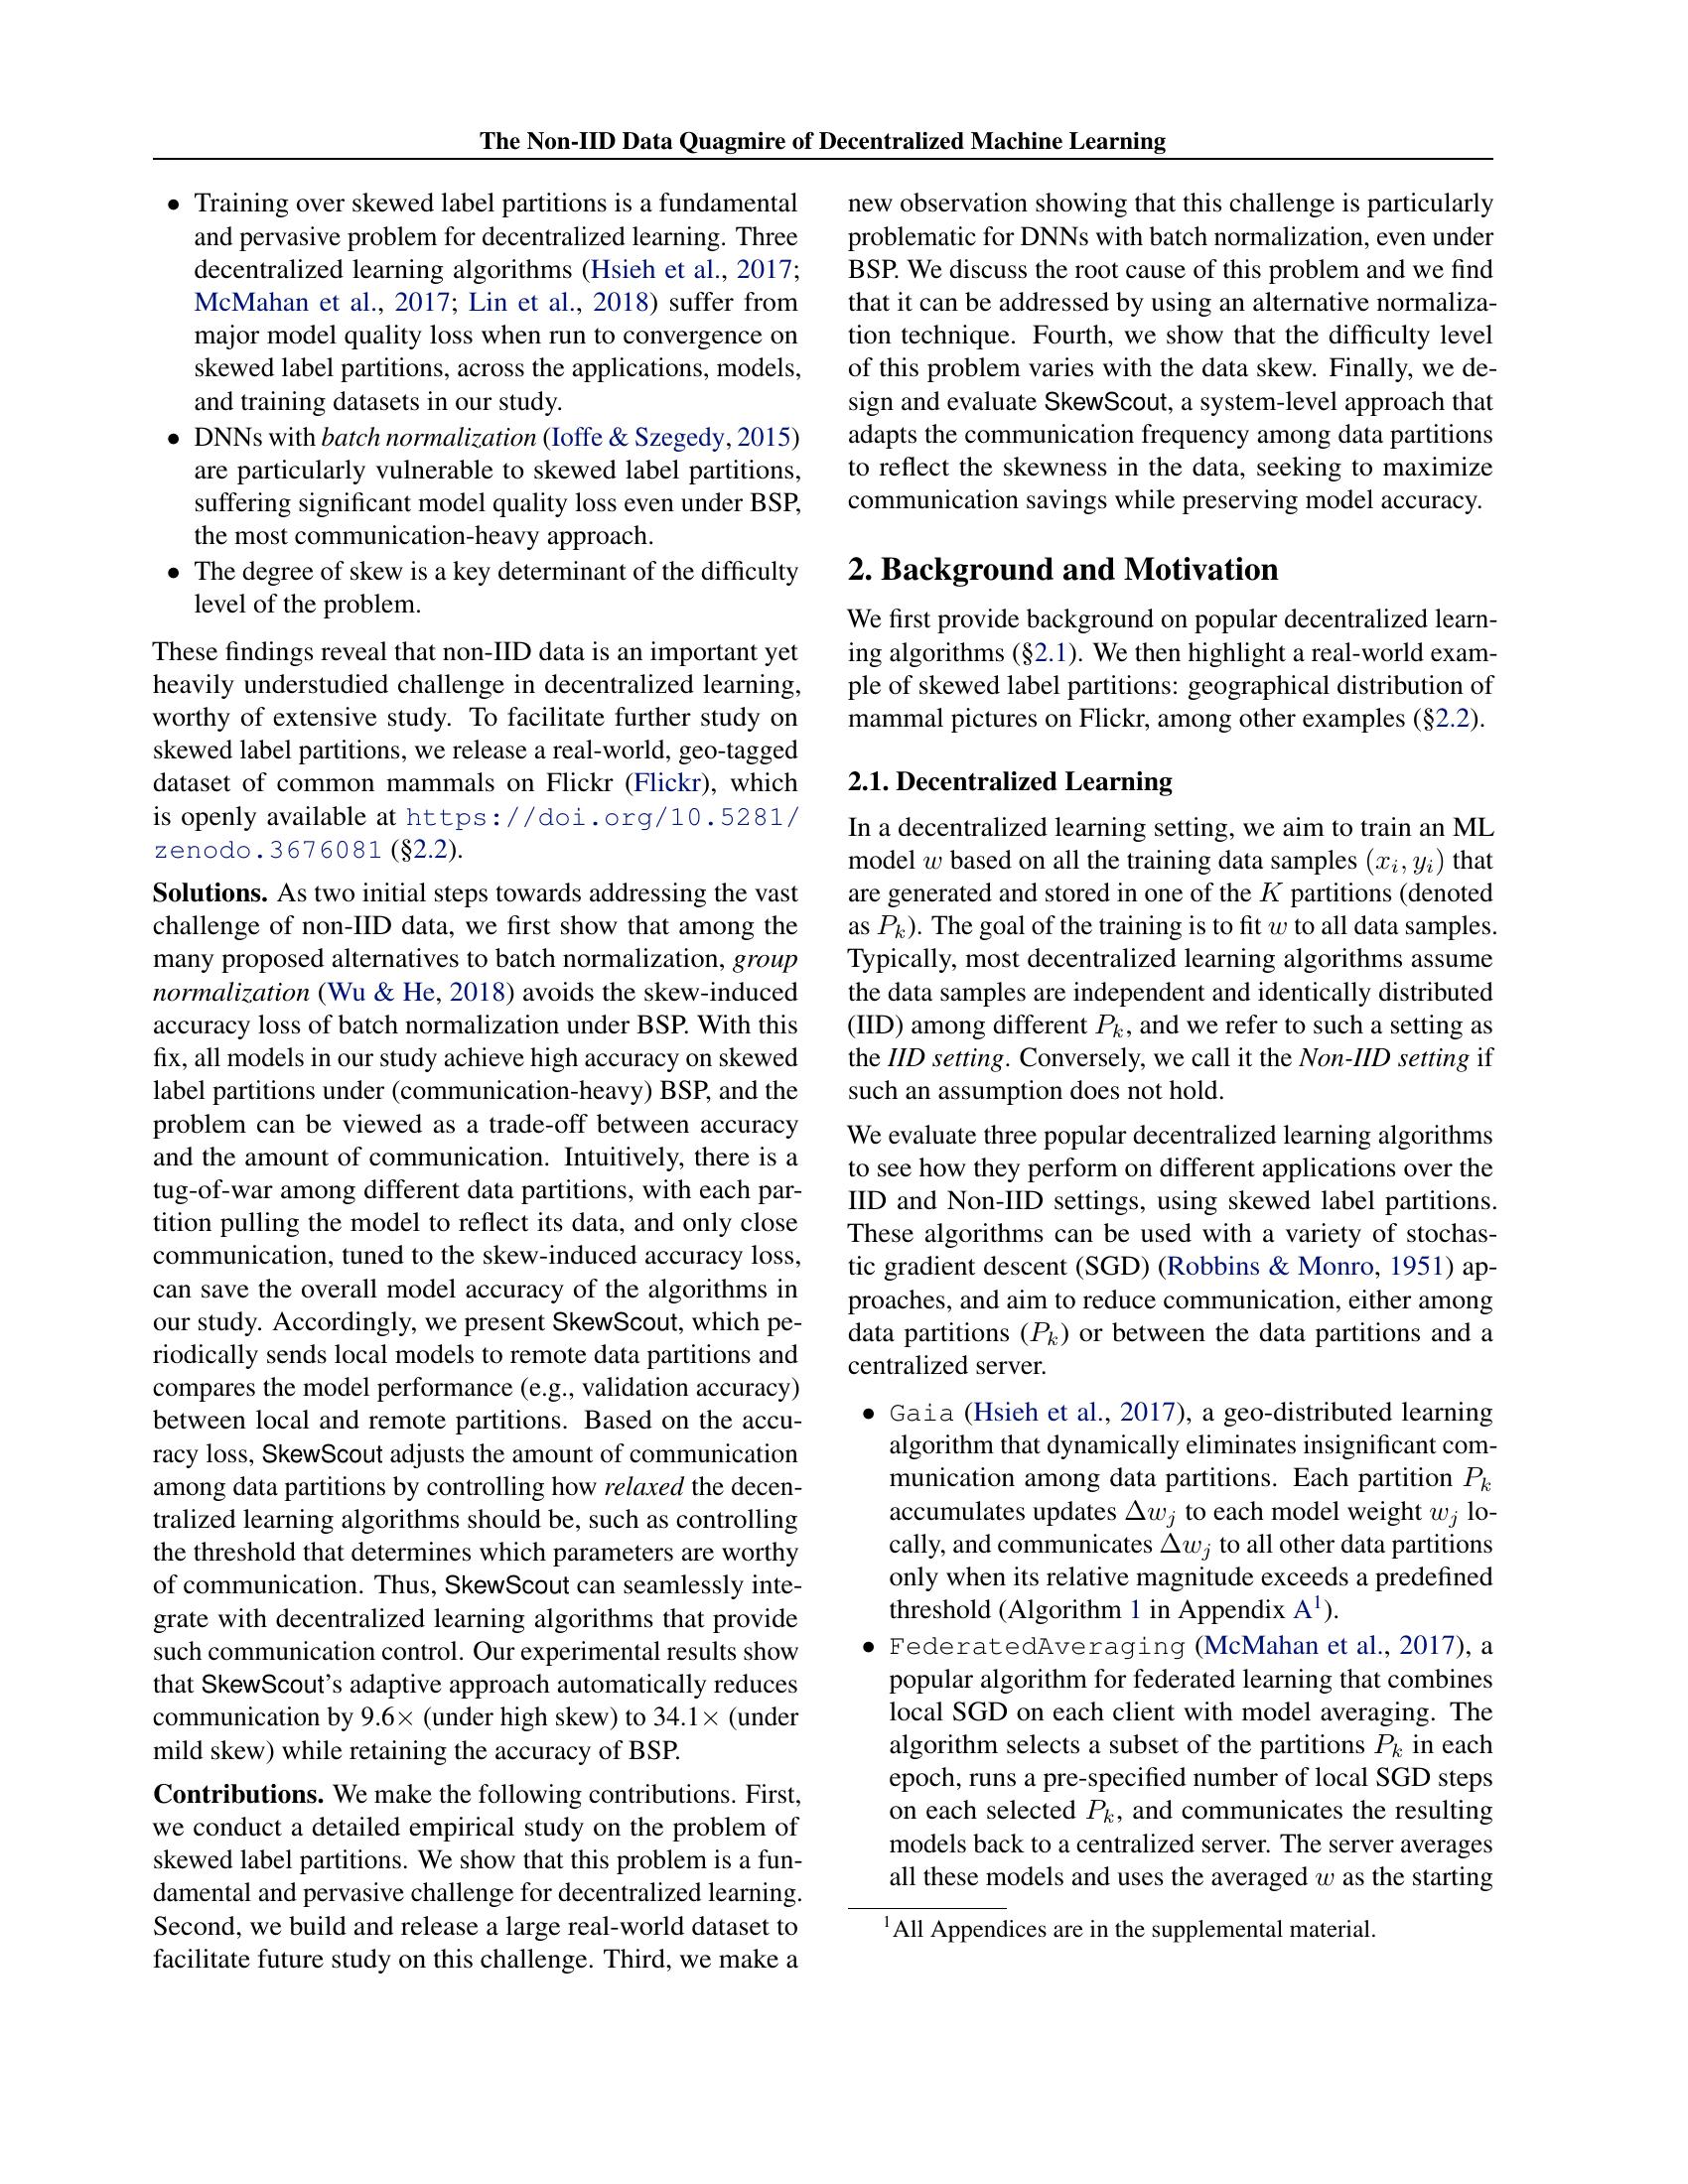 The Non-IID Data Quagmire of Decentralized Machine Learning
• Training over skewed label partitions is a fundamental
and pervasive problem for decentralized learning. Three
decentralized learning algorithms (Hsieh et al., 2017;
McMahan et al., 2017; Lin et al., 2018) suffer from
major model quality loss when run to convergence on
skewed label partitions, across the applications, models,
and training datasets in our study.
• DNNs with batch normalization (Ioffe & Szegedy, 2015)
are particularly vulnerable to skewed label partitions,
suffering significant model quality loss even under BSP,
the most communication-heavy approach.
• The degree of skew is a key determinant of the difficulty
level of the problem.
These findings reveal that non-IID data is an important yet
heavily understudied challenge in decentralized learning,
worthy of extensive study. To facilitate further study on
skewed label partitions, we release a real-world, geo-tagged
dataset of common mammals on Flickr (Flickr), which
is openly available at https://doi.org/10.5281/
zenodo.3676081 (§2.2).
Solutions. As two initial steps towards addressing the vast
challenge of non-IID data, we first show that among the
many proposed alternatives to batch normalization, group
normalization (Wu & He, 2018) avoids the skew-induced
accuracy loss of batch normalization under BSP. With this
fix, all models in our study achieve high accuracy on skewed
label partitions under (communication-heavy) BSP, and the
problem can be viewed as a trade-off between accuracy
and the amount of communication. Intuitively, there is a
tug-of-war among different data partitions, with each par-
tition pulling the model to reflect its data, and only close
communication, tuned to the skew-induced accuracy loss,
can save the overall model accuracy of the algorithms in
our study. Accordingly, we present SkewScout, which pe-
riodically sends local models to remote data partitions and
compares the model performance (e.g., validation accuracy)
between local and remote partitions. Based on the accu-
racy loss, SkewScout adjusts the amount of communication
among data partitions by controlling how relaxed the decen-
tralized learning algorithms should be, such as controlling
the threshold that determines which parameters are worthy
of communication. Thus, SkewScout can seamlessly inte-
grate with decentralized learning algorithms that provide
such communication control. Our experimental results show
that SkewScout's adaptive approach automatically reduces
communication by 9.6× (under high skew) to 34.1× (under
mild skew) while retaining the accuracy of BSP.
Contributions. We make the following contributions. First,
we conduct a detailed empirical study on the problem of
skewed label partitions. We show that this problem is a fun-
damental and pervasive challenge for decentralized learning.
Second, we build and release a large real-world dataset to
facilitate future study on this challenge. Third, we make a
new observation showing that this challenge is particularly
problematic for DNNs with batch normalization, even under
BSP. We discuss the root cause of this problem and we find
that it can be addressed by using an alternative normaliza-
tion technique. Fourth, we show that the difficulty level
of this problem varies with the data skew. Finally, we de-
sign and evaluate SkewScout, a system-level approach that
adapts the communication frequency among data partitions
to reflect the skewness in the data, seeking to maximize
communication savings while preserving model accuracy.
2. Background and Motivation
We first provide background on popular decentralized learn-
ing algorithms (§2.1). We then highlight a real-world exam-
ple of skewed label partitions: geographical distribution of
mammal pictures on Flickr, among other examples (§2.2).
2.1. Decentralized Learning
In a decentralized learning setting, we aim to train an ML
model w based on all the training data samples (xᵢ, yᵢ) that
are generated and stored in one of the K partitions (denoted
as Pₖ). The goal of the training is to fit w to all data samples.
Typically, most decentralized learning algorithms assume
the data samples are independent and identically distributed
(IID) among different Pₖ, and we refer to such a setting as
the IID setting. Conversely, we call it the Non-IID setting if
such an assumption does not hold.
We evaluate three popular decentralized learning algorithms
to see how they perform on different applications over the
IID and Non-IID settings, using skewed label partitions.
These algorithms can be used with a variety of stochas-
tic gradient descent (SGD) (Robbins & Monro, 1951) ap-
proaches, and aim to reduce communication, either among
data partitions (Pₖ) or between the data partitions and a
centralized server.
• Gaia (Hsieh et al., 2017), a geo-distributed learning
algorithm that dynamically eliminates insignificant com-
munication among data partitions. Each partition Pₖ
accumulates updates Δwⱼ to each model weight wⱼ lo-
cally, and communicates Δwⱼ to all other data partitions
only when its relative magnitude exceeds a predefined
threshold (Algorithm 1 in Appendix A¹).
• FederatedAveraging (McMahan et al., 2017), a
popular algorithm for federated learning that combines
local SGD on each client with model averaging. The
algorithm selects a subset of the partitions Pₖ in each
epoch, runs a pre-specified number of local SGD steps
on each selected Pₖ, and communicates the resulting
models back to a centralized server. The server averages
all these models and uses the averaged w as the starting
¹All Appendices are in the supplemental material.